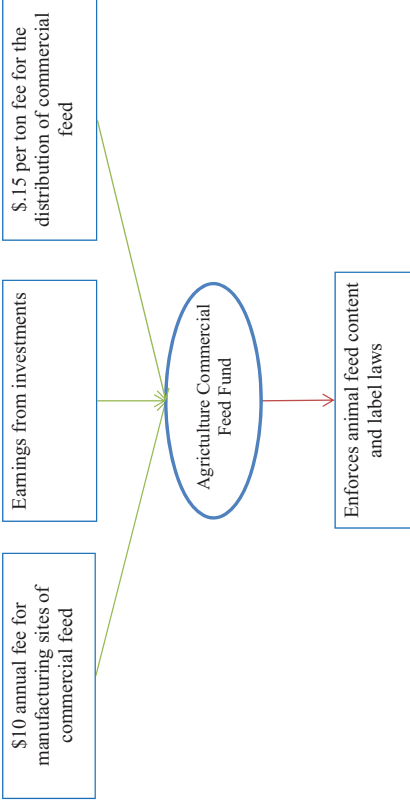 $10 annual fee for
manufacturing sites of
commercial feed
Earnings from investments
$.15 per ton fee for the
distribution of commercial
feed
Agrictulture Commercial
Feed Fund
Enforces animal feed content
and label laws